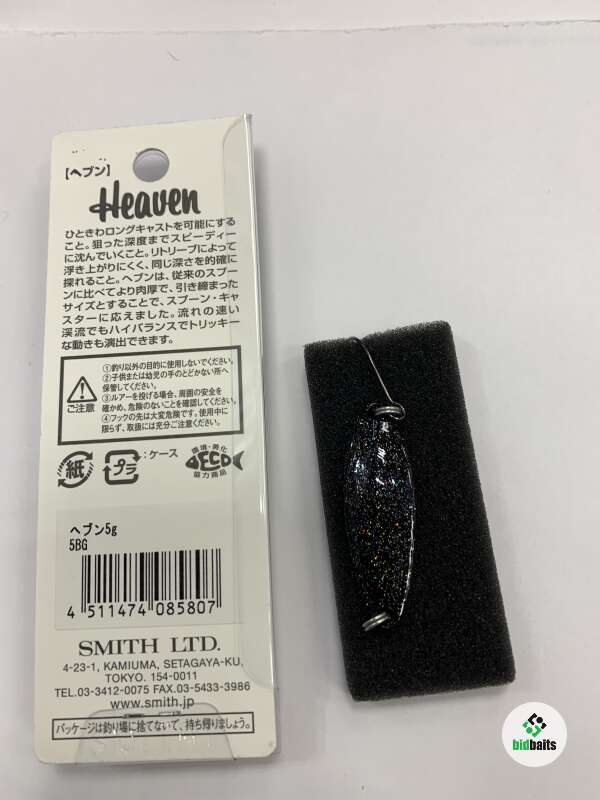 【ヘブン】
Heaven
ひときわロングキャストを可能にする
こと。狙った深度までスピーディー
に沈んでいくこと。リトリーブによって
浮き上がりにくく、同じ深さを的確に
探れること。ヘブンは、従来のスプー
ンに比べてより肉厚で、引き締まった
サイズとすることで、スプーン・キャ
スターに応えました。流れの速い
渓流でもハイバランスでトリッキー
な動きも演出できます。
ご注意
①釣り以外の目的に使用しないでください。
②子供または幼児の手のとどかない所へ
保管してください。
③ルアーを投げる場合、周囲の安全を
確かめ、危険のないことを確認してください。
④フックの先は大変危険です。使用中に
限らず、取扱には充分ご注意ください。
紙
プラ
:ケース
環境・美化
ECO
協力商品
ヘブン5g
5BG
4 511474 085807
SMITH LTD.
4-23-1, KAMIUMA, SETAGAYA-KU.
TOKYO. 154-0011
TEL.03-3412-0075 FAX.03-5433-3986
www.smith.jp
パッケージは釣り場に捨てないで、持ち帰りましょう。
bidbaits